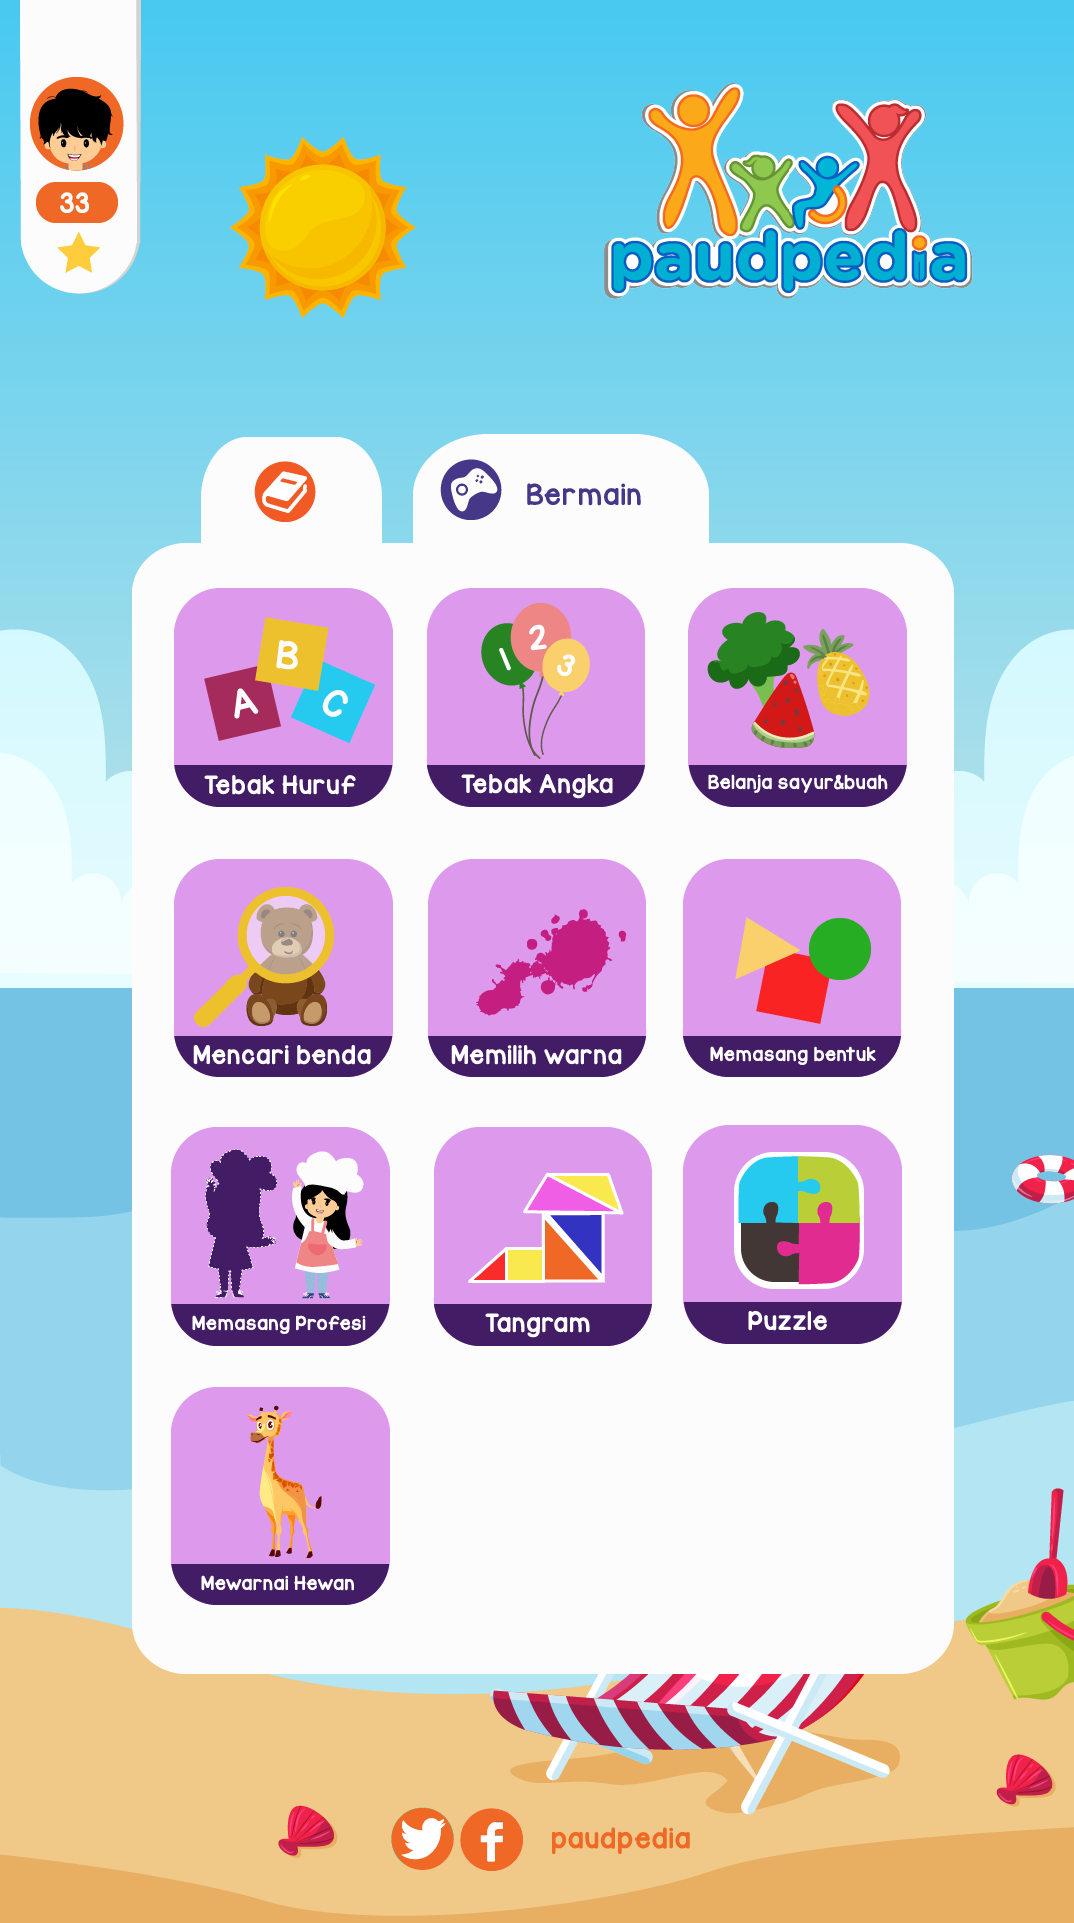 33
paudpedia
Bermain
A
B
C
Tebak Huruf
1
2
3
Tebak Angka
Belanja sayur&buah
Mencari benda
Memilih warna
Memasang bentuk
Memasang Profesi
Tangram
Puzzle
Mewarnai Hewan
paudpedia